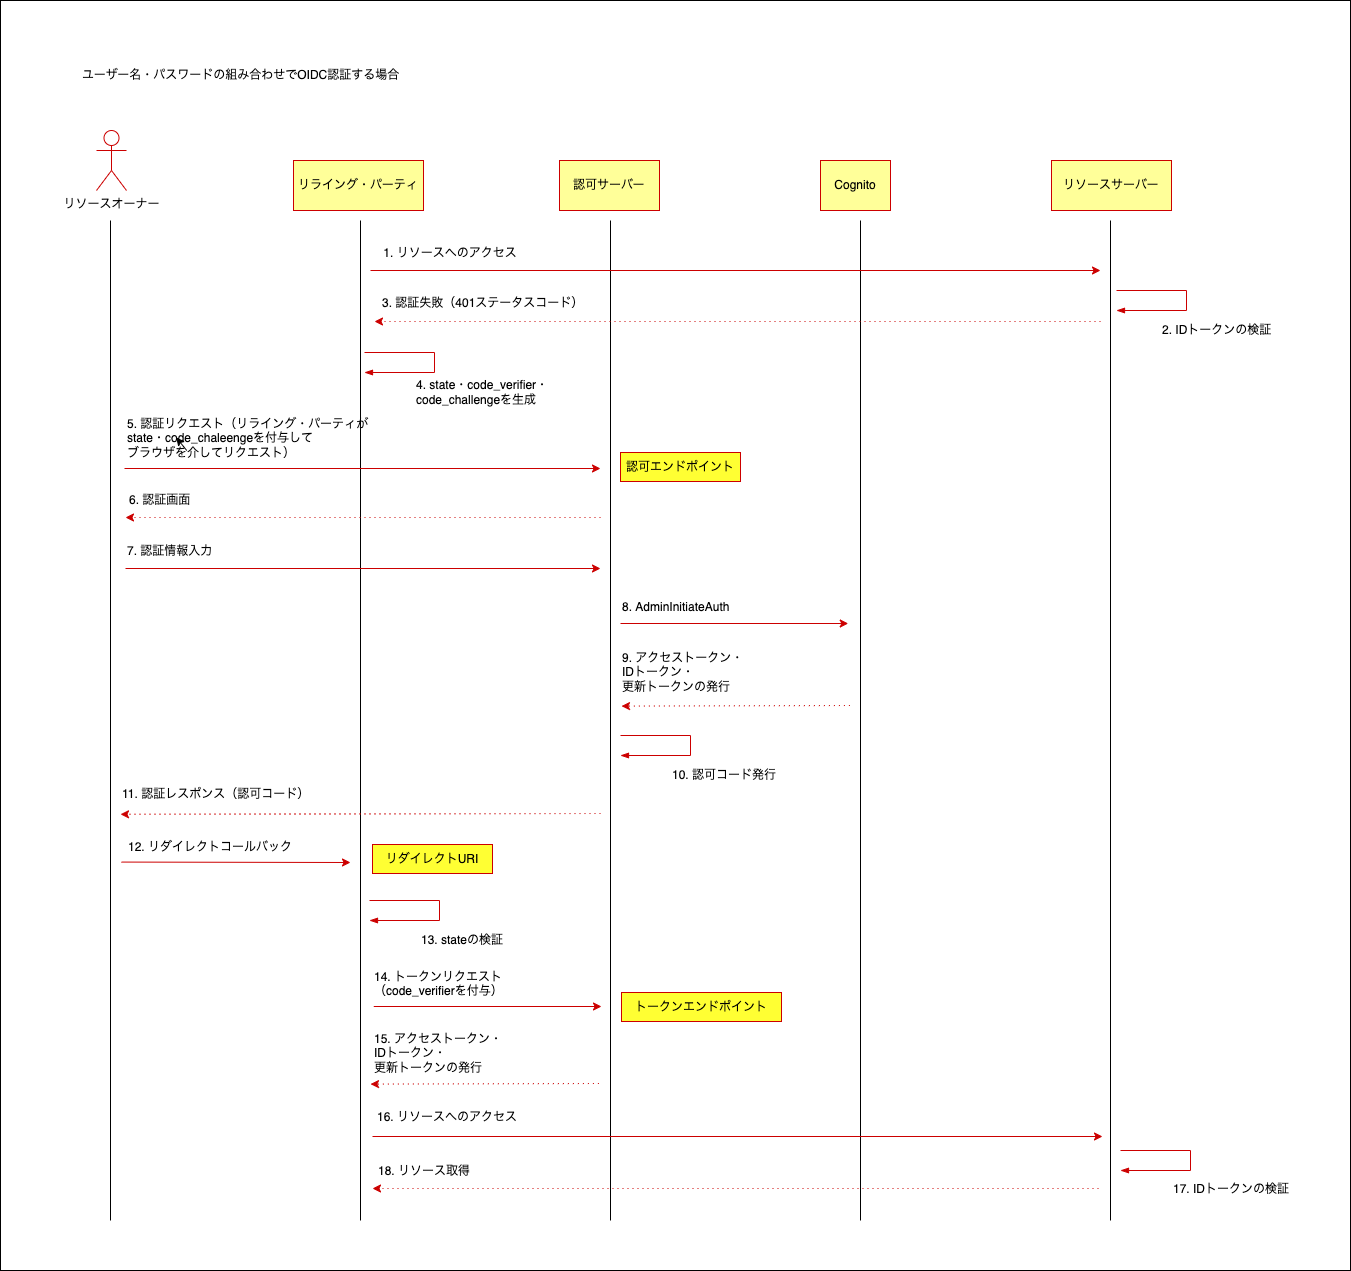 ユーザー名・パスワードの組み合わせでOIDC認証する場合
リソースオーナー
リライング・パーティ
認可サーバー
Cognito
リソースサーバー
1. リソースへのアクセス
3. 認証失敗（401ステータスコード）
2. IDトークンの検証
4. state・code_verifier・
code_challengeを生成
5. 認証リクエスト（リライング・パーティが
state・code_chaleengeを付与して
ブラウザを介してリクエスト）
認可エンドポイント
6. 認証画面
7. 認証情報入力
8. AdminInitiateAuth
9. アクセストークン・
IDトークン・
更新トークンの発行
10. 認可コード発行
11. 認証レスポンス（認可コード）
12. リダイレクトコールバック
リダイレクトURI
13. stateの検証
14. トークンリクエスト
（code_verifierを付与）
トークンエンドポイント
15. アクセストークン・
IDトークン・
更新トークンの発行
16. リソースへのアクセス
18. リソース取得
17. IDトークンの検証